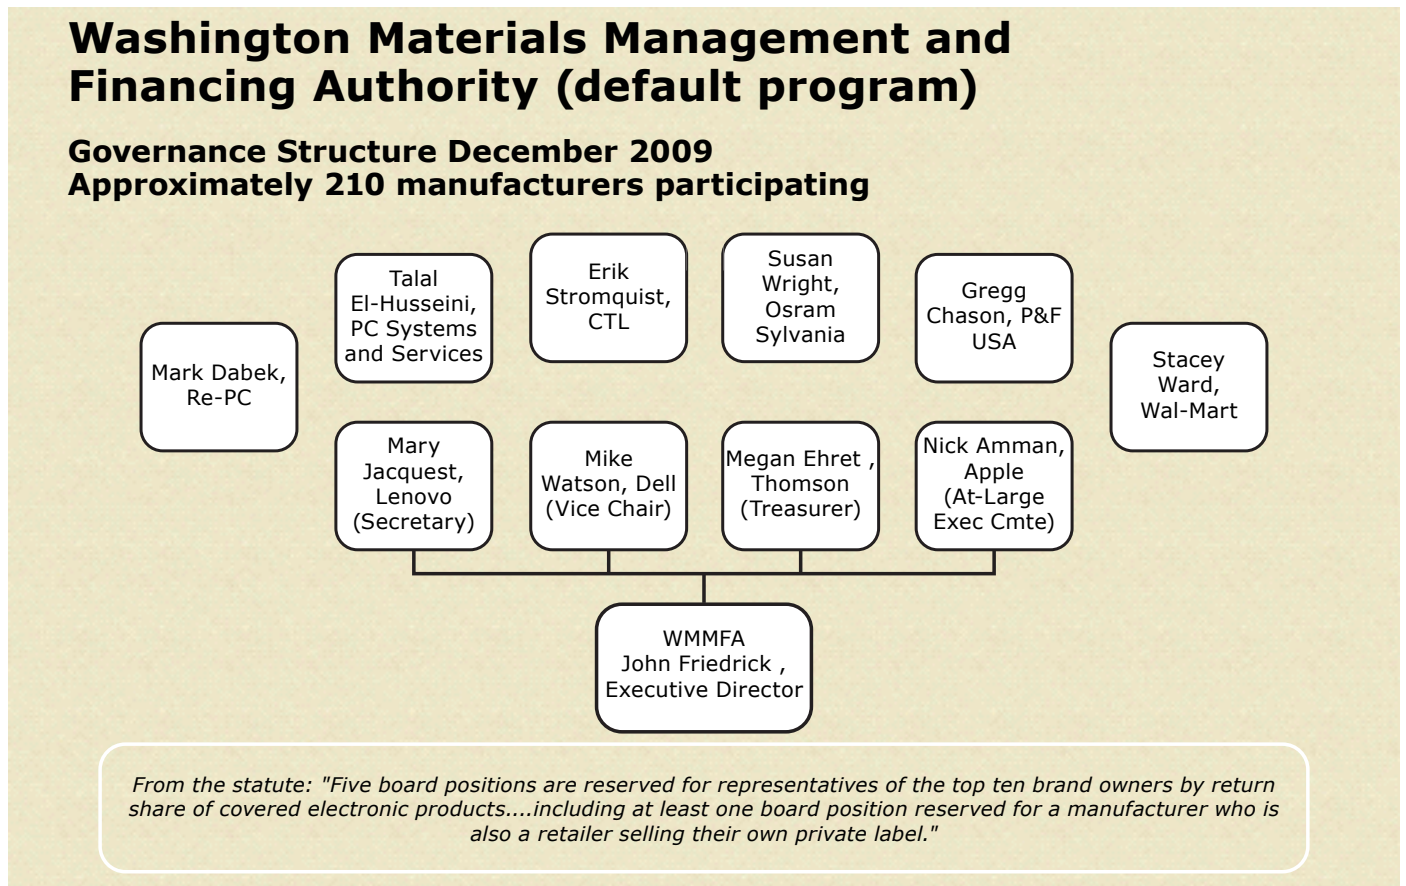 Washington Materials Management and
Financing Authority (default program)
Governance Structure December 2009
Approximately 210 manufacturers participating
Mark Dabek,
Re-PC
Talal
El-Husseini,
PC Systems
and Services
Erik
Stromquist,
CTL
Susan
Wright,
Osram
Sylvania
Gregg
Chason, P&F
USA
Stacey
Ward,
Wal-Mart
Mary
Jacquest,
Lenovo
(Secretary)
Mike
Watson, Dell
(Vice Chair)
Megan Ehret ,
Thomson
(Treasurer)
Nick Amman,
Apple
(At-Large
Exec Cmte)
WMMFA
John Friedrick ,
Executive Director
From the statute: "Five board positions are reserved for representatives of the top ten brand owners by return
share of covered electronic products....including at least one board position reserved for a manufacturer who is
also a retailer selling their own private label."